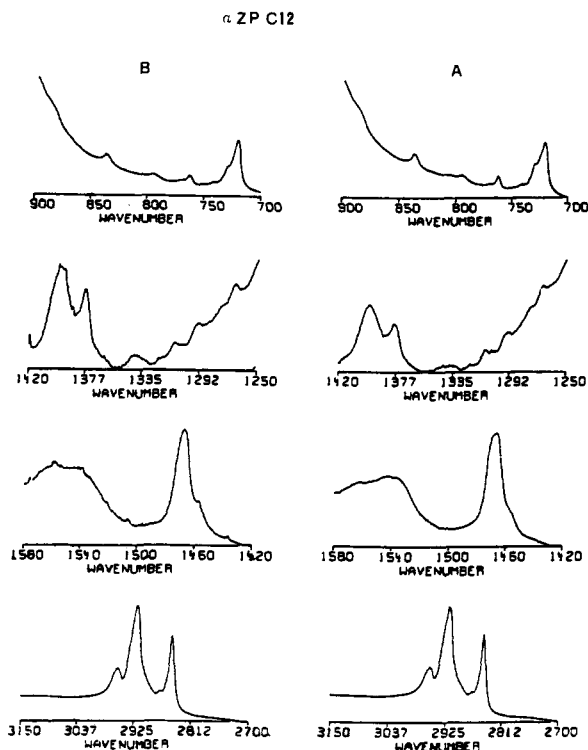 α ZP C12
B A
900 850 800 750 700 900 850 800 750 700
WAVENUMBER WAVENUMBER
1420 1377 1335 1292 1250 1420 1377 1335 1292 1250
WAVENUMBER WAVENUMBER
1580 1540 1500 1460 1420 1580 1540 1500 1460 1420
WAVENUMBER WAVENUMBER
3150 3037 2925 2812 2700 3150 3037 2925 2812 2700
WAVENUMBER WAVENUMBER